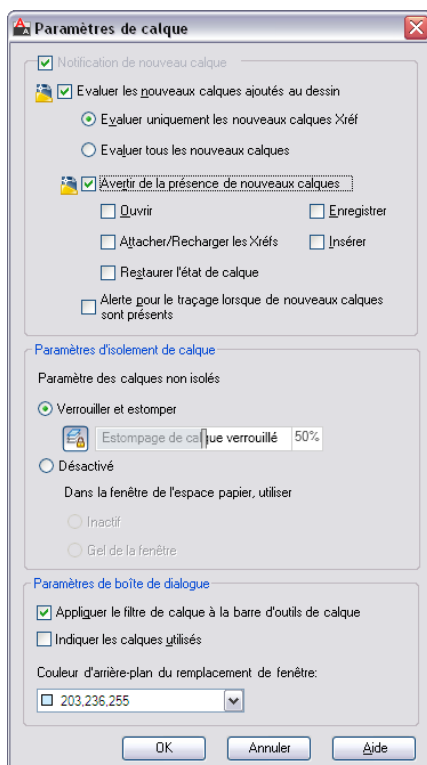 Paramètres de calque
Notification de nouveau calque
Evaluer les nouveaux calques ajoutés au dessin
Evaluer uniquement les nouveaux calques Xréf
Evaluer tous les nouveaux calques
Avertir de la présence de nouveaux calques
Ouvrir
Enregistrer
Attacher/Recharger les Xréfs
Insérer
Restaurer l'état de calque
Alerte pour le traçage lorsque de nouveaux calques
sont présents
Paramètres d'isolement de calque
Paramètre des calques non isolés
Verrouiller et estomper
Estompage de calque verrouillé 50%
Désactivé
Dans la fenêtre de l'espace papier, utiliser
Inactif
Gel de la fenêtre
Paramètres de boîte de dialogue
Appliquer le filtre de calque à la barre d'outils de calque
Indiquer les calques utilisés
Couleur d'arrière-plan du remplacement de fenêtre:
203,236,255
OK Annuler Aide